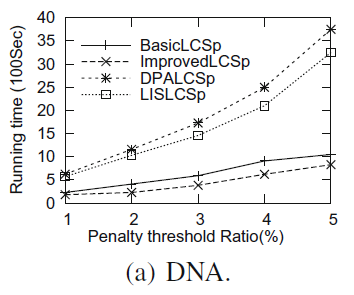 40
35
30
25
20
15
10
5
0
Running time (100Sec)
BasicLCSp
ImprovedLCSp
DPALCSp
LISLCSp
1 2 3 4 5
Penalty threshold Ratio(%)
(a) DNA.